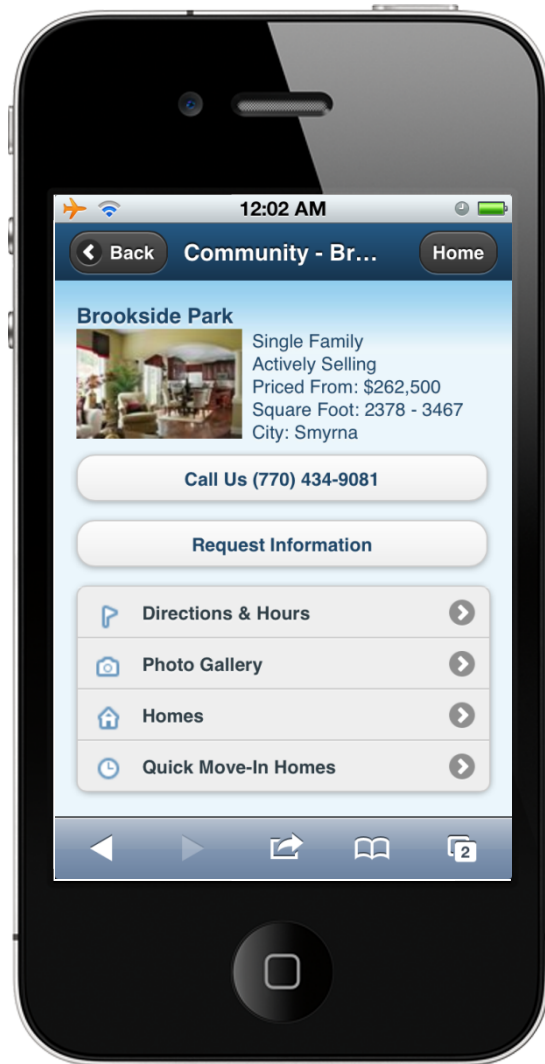 12:02 AM
Back
Community - Br...
Home
Brookside Park
Single Family
Actively Selling
Priced From: $262,500
Square Foot: 2378 - 3467
City: Smyrna
Call Us (770) 434-9081
Request Information
Directions & Hours
Photo Gallery
Homes
Quick Move-In Homes
2